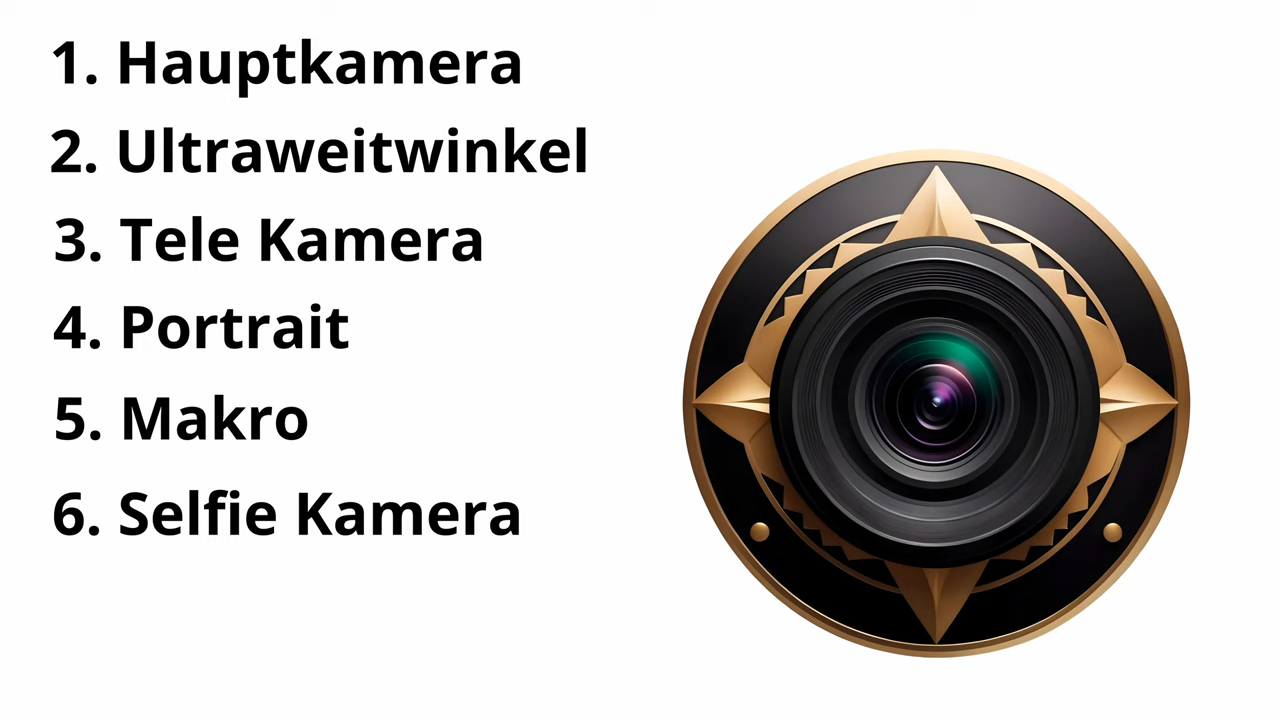 1. Hauptkamera
2. Ultraweitwinkel
3. Tele Kamera
4. Portrait
5. Makro
6. Selfie Kamera